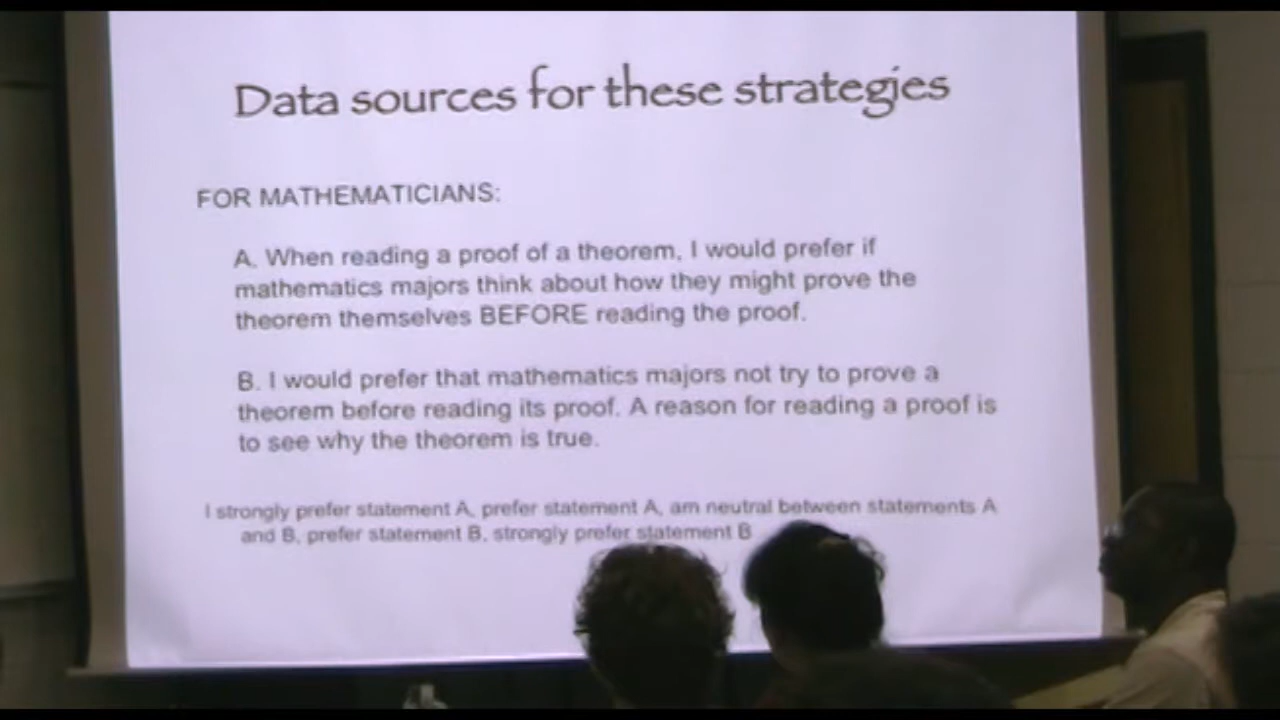 Data sources for these strategies
FOR MATHEMATICIANS:
A. When reading a proof of a theorem, I would prefer if
mathematics majors think about how they might prove the
theorem themselves BEFORE reading the proof.
B. I would prefer that mathematics majors not try to prove a
theorem before reading its proof. A reason for reading a proof is
to see why the theorem is true.
I strongly prefer statement A, prefer statement A, am neutral between statements A
and B, prefer statement B, strongly prefer statement B